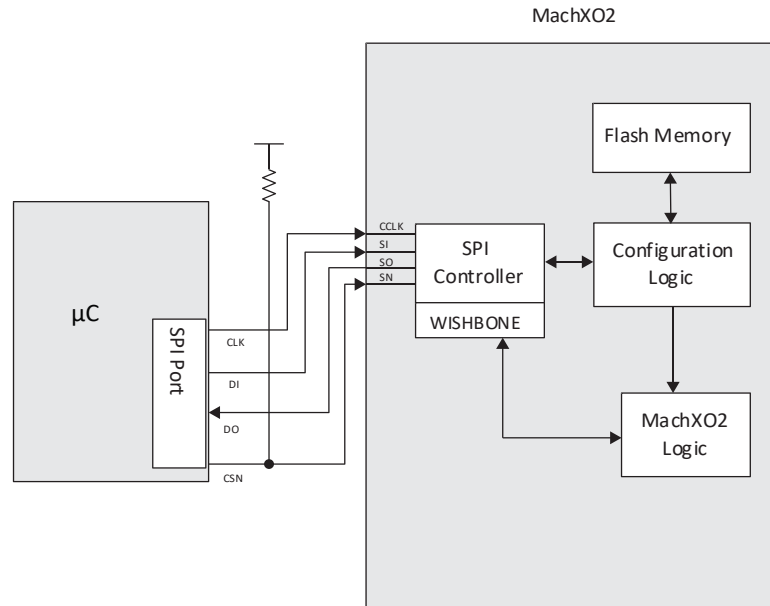 MachXO2
Flash Memory
CCLK
SI
SO
SN
SPI
Controller
WISHBONE
Configuration
Logic
µC
SPI Port
CLK
DI
DO
CSN
MachXO2
Logic